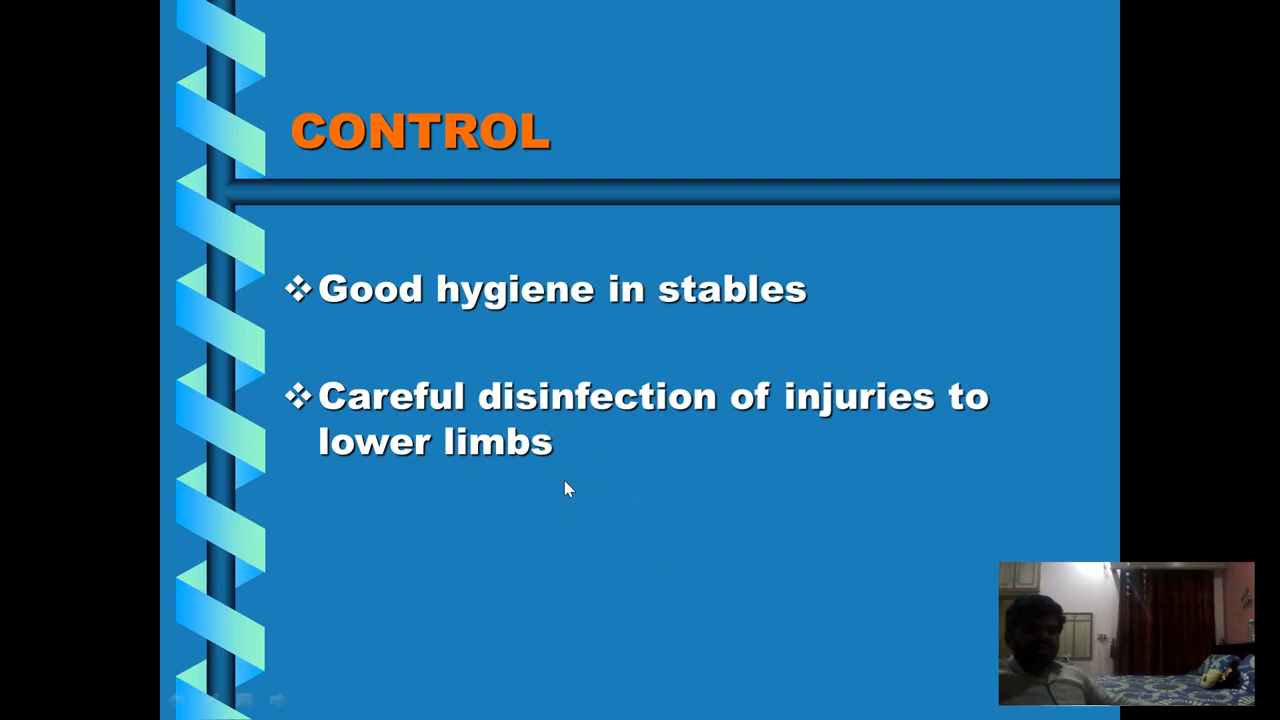 CONTROL
Good hygiene in stables
Careful disinfection of injuries to
lower limbs